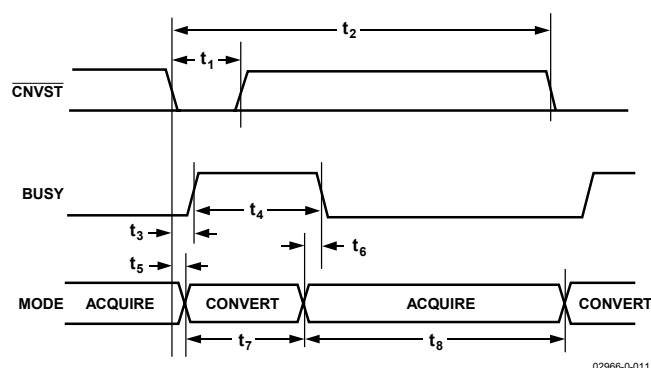 t2
t1
CNVST
BUSY
t4
t3
t6
t5
MODE ACQUIRE CONVERT ACQUIRE CONVERT
t7 t8
02966-0-011